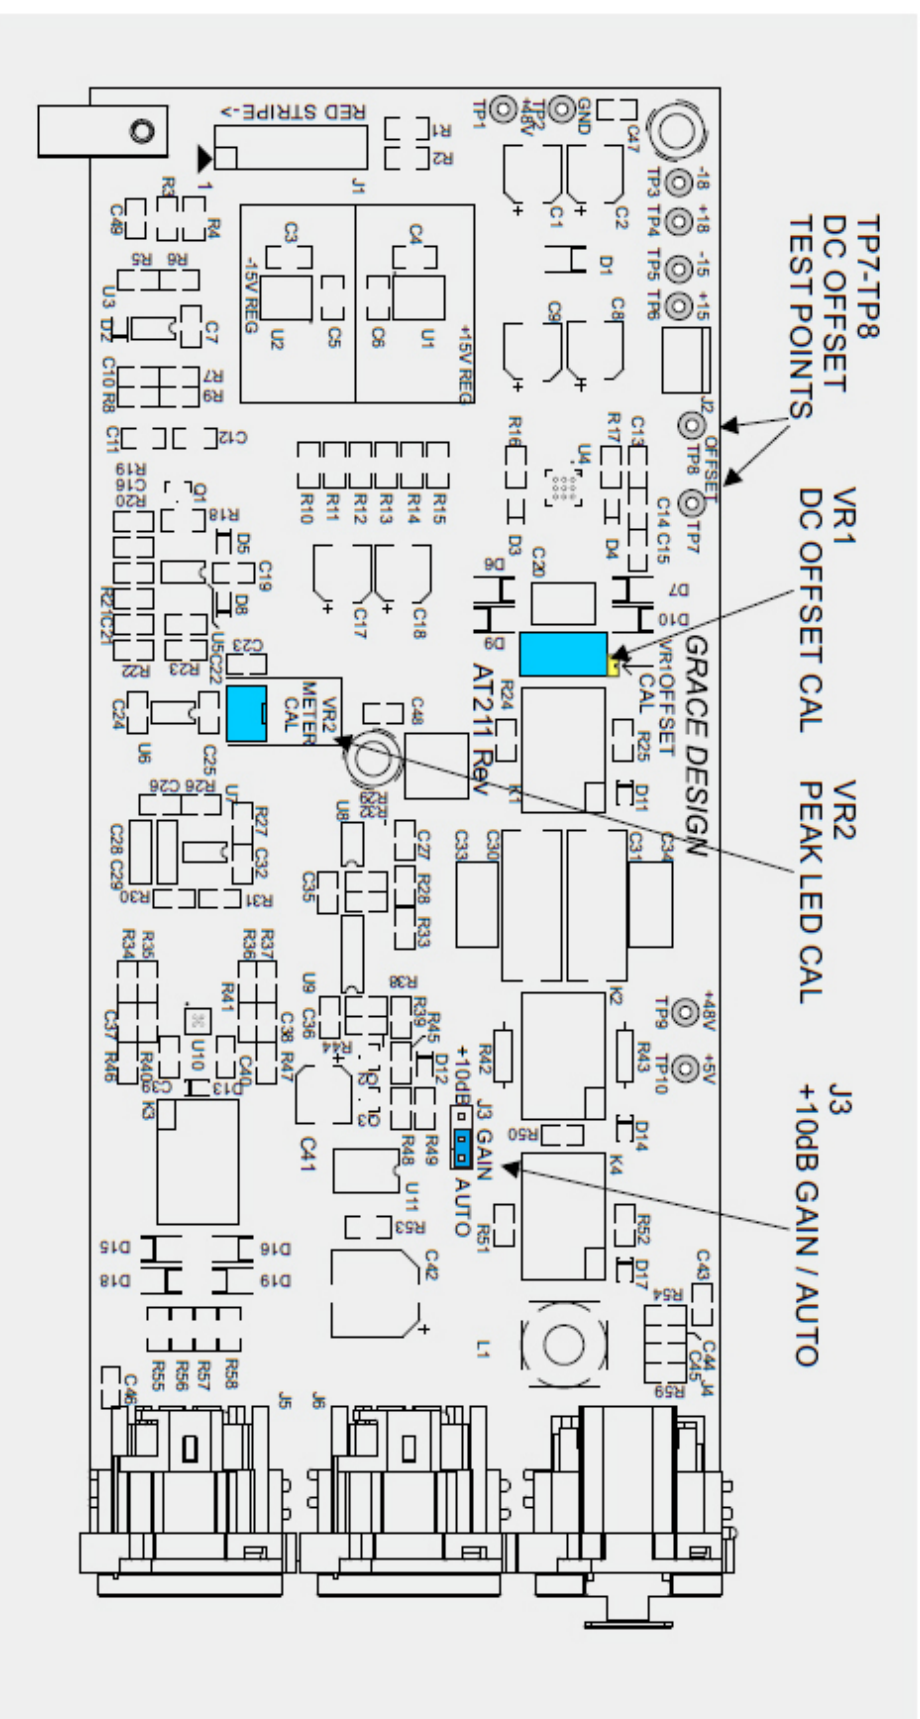 TP7-TP8
DC OFFSET
TEST POINTS
VR1
DC OFFSET CAL
VR2
PEAK LED CAL
J3
+10dB GAIN / AUTO
RED STRIPE->
1
J1
R1
R2
TP1
+48V
TP2
GND
C47
TP3
-18
TP4
+18
TP5
-15
TP6
+15
C1
C2
D1
C9
C8
J2
R3
R4
C49
R5
R6
U3
D2
C7
C10
R8
R7
R9
C11
C12
C3
-15V REG
U2
C5
C4
C6
U1
+15V REG
R19
C16
R20
Q1
R18
D5
C19
D8
R21
C21
U5
R22
R23
C22
C23
R10
R11
R12
R13
R14
R15
C17
C18
R16
U4
R17
C13
D3
D4
C14
C15
TP8
OFFSET
TP7
D6
C20
D7
D9
D10
VR1
OFFSET
CAL
GRACE DESIGN
AT211 Rev
VR2
METER
CAL
C48
C24
U6
C25
R24
R25
K1
D11
C26
R26
U7
R27
C28
C29
C32
R30
R31
U8
C27
C35
R28
R33
C33
C30
C31
C34
R34
R35
R36
R37
R41
C37
C38
R46
R40
C39
U10
C40
D13
R47
K3
U9
C36
R38
R39
R44
R45
D12
Q3
C41
R48
R49
U11
R53
C42
+10dB
J3 GAIN
AUTO
R42
K2
R43
TP9
+48V
TP10
+5V
D14
R50
K4
R51
R52
D17
D15
D16
D18
D19
R55
R56
R57
R58
C46
L1
C43
R54
C44
C45
R59
J4
J5
J6